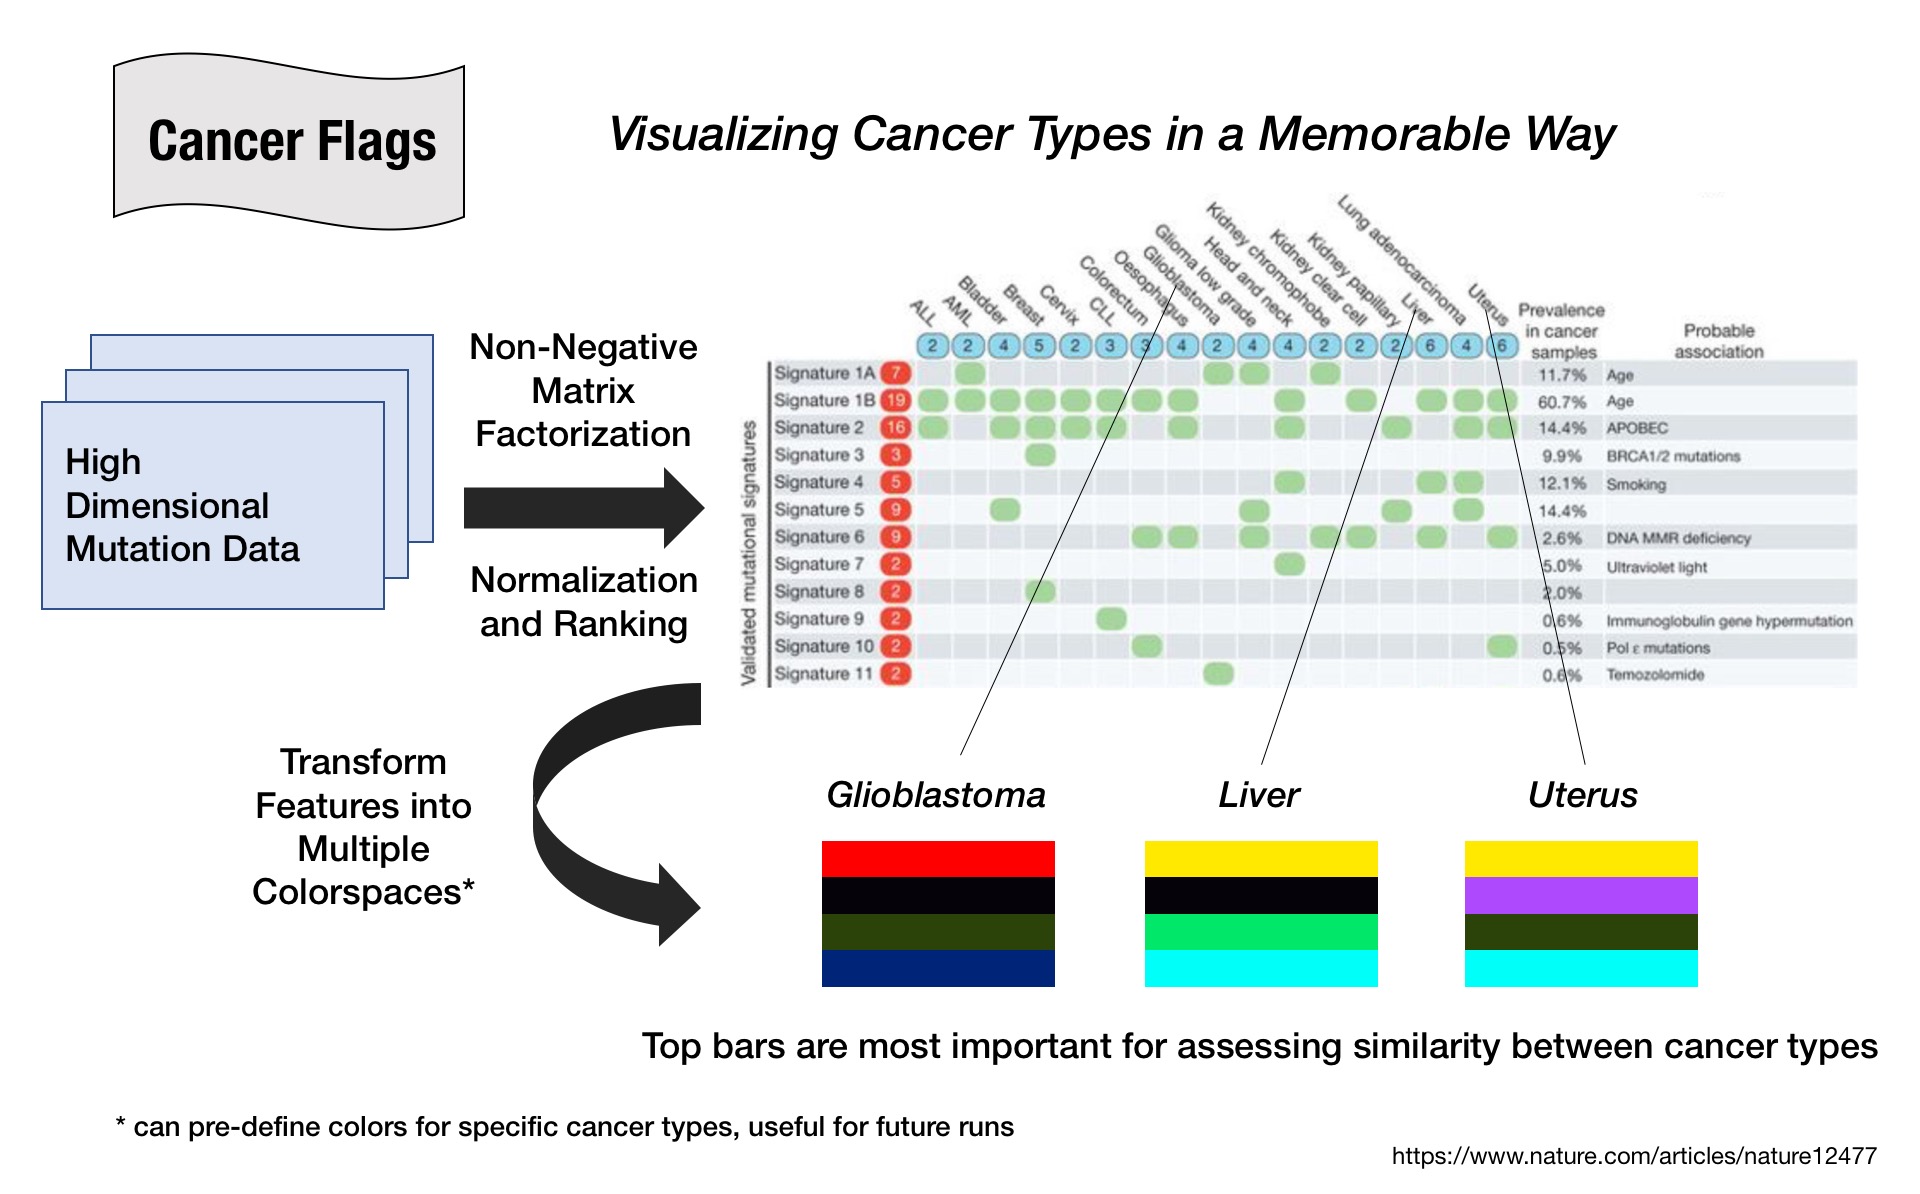 Cancer Flags
Visualizing Cancer Types in a Memorable Way
High
Dimensional
Mutation Data
Non-Negative
Matrix
Factorization
Normalization
and Ranking
ALL
AML
Bladder
Breast
Cervix
CLL
Colorectum
Oesophagus
Glioblastoma
Glioma low grade
Head and neck
Kidney chromophobe
Kidney clear cell
Kidney papillary
Liver
Lung adenocarcinoma
Uterus
Prevalence
in cancer
samples
Probable
association
2 2 4 5 2 3 3 4 2 4 4 2 2 2 6 4 6
Validated mutational signatures
Signature 1A 7 11.7% Age
Signature 1B 19 60.7% Age
Signature 2 16 14.4% APOBEC
Signature 3 3 9.9% BRCA1/2 mutations
Signature 4 5 12.1% Smoking
Signature 5 9 14.4%
Signature 6 9 2.6% DNA MMR deficiency
Signature 7 2 5.0% Ultraviolet light
Signature 8 2 2.0%
Signature 9 2 0.6% Immunoglobulin gene hypermutation
Signature 10 2 0.5% Pol ε mutations
Signature 11 2 0.6% Temozolomide
Transform
Features into
Multiple
Colorspaces*
Glioblastoma
Liver
Uterus
Top bars are most important for assessing similarity between cancer types
* can pre-define colors for specific cancer types, useful for future runs
https://www.nature.com/articles/nature12477